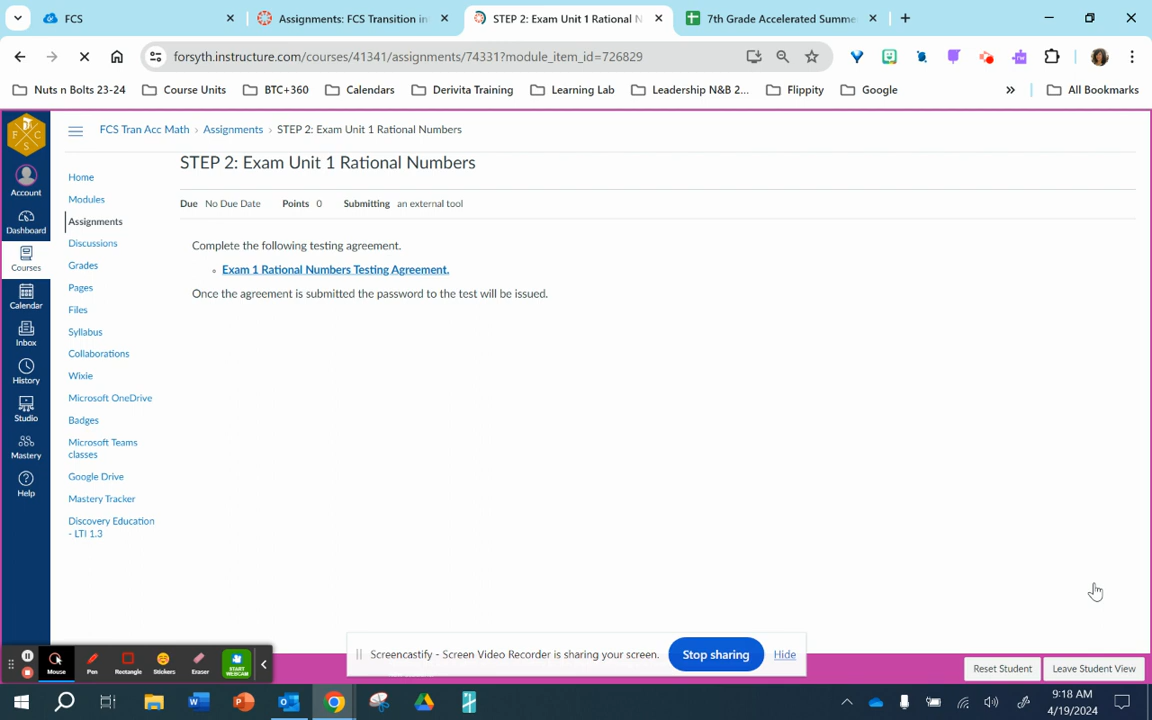 FCS
Assignments: FCS Transition in
STEP 2: Exam Unit 1 Rational N
7th Grade Accelerated Summe
forsyth.instructure.com/courses/41341/assignments/74331?module_item_id=726829
Nuts n Bolts 23-24
Course Units
BTC+360
Calendars
Derivita Training
Learning Lab
Leadership N&B 2...
Flippity
Google
»
All Bookmarks
FCS Tran Acc Math › Assignments › STEP 2: Exam Unit 1 Rational Numbers
STEP 2: Exam Unit 1 Rational Numbers
Due No Due Date Points 0 Submitting an external tool
Complete the following testing agreement.
Exam 1 Rational Numbers Testing Agreement.
Once the agreement is submitted the password to the test will be issued.
Account
Dashboard
Courses
Calendar
Inbox
History
Studio
Mastery
Help
Home
Modules
Assignments
Discussions
Grades
Pages
Files
Syllabus
Collaborations
Wixie
Microsoft OneDrive
Badges
Microsoft Teams
classes
Google Drive
Mastery Tracker
Discovery Education
- LTI 1.3
Mouse
Pen
Rectangle
Stickers
Eraser
START
WEBCAM
Screencastify - Screen Video Recorder is sharing your screen.
Stop sharing
Hide
Reset Student
Leave Student View
9:18 AM
4/19/2024